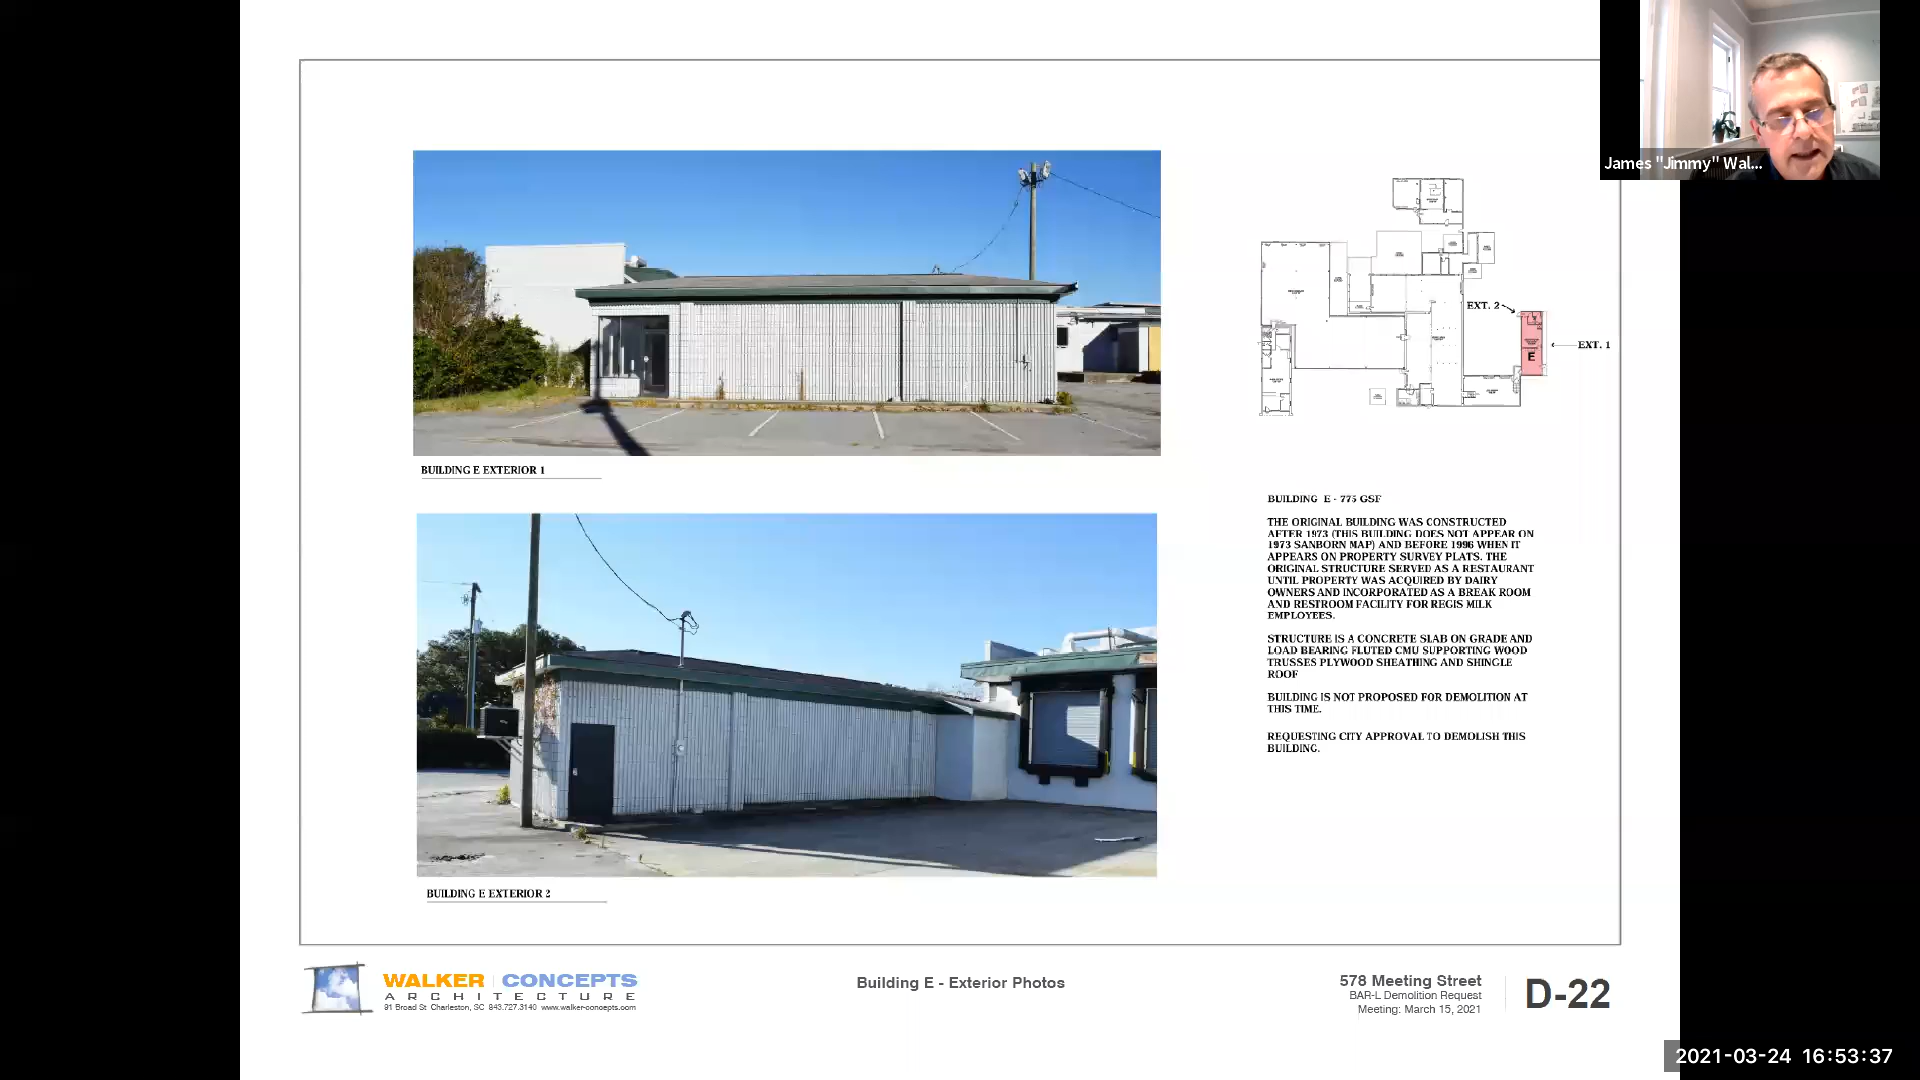 James "Jimmy" Wal...
EXT. 2
EXT. 1
E
BUILDING E EXTERIOR 1
BUILDING E - 775 GSF
THE ORIGINAL BUILDING WAS CONSTRUCTED
AFTER 1973 (THIS BUILDING DOES NOT APPEAR ON
1973 SANBORN MAP) AND BEFORE 1996 WHEN IT
APPEARS ON PROPERTY SURVEY PLATS. THE
ORIGINAL STRUCTURE SERVED AS A RESTAURANT
UNTIL PROPERTY WAS ACQUIRED BY DAIRY
OWNERS AND INCORPORATED AS A BREAK ROOM
AND RESTROOM FACILITY FOR REGIS MILK
EMPLOYEES.
STRUCTURE IS A CONCRETE SLAB ON GRADE AND
LOAD BEARING FLUTED CMU SUPPORTING WOOD
TRUSSES PLYWOOD SHEATHING AND SHINGLE
ROOF
BUILDING IS NOT PROPOSED FOR DEMOLITION AT
THIS TIME.
REQUESTING CITY APPROVAL TO DEMOLISH THIS
BUILDING.
BUILDING E EXTERIOR 2
WALKER CONCEPTS
ARCHITECTURE
91 Broad St Charleston, SC 843.727.3140 www.walker-concepts.com
Building E - Exterior Photos
578 Meeting Street
BAR-L Demolition Request
Meeting: March 15, 2021
D-22
2021-03-24 16:53:37